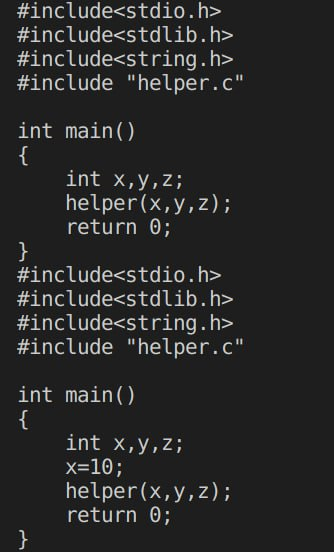 #include<stdio.h>
#include<stdlib.h>
#include<string.h>
#include "helper.c"

int main()
{
    int x,y,z;
    helper(x,y,z);
    return 0;
}
#include<stdio.h>
#include<stdlib.h>
#include<string.h>
#include "helper.c"

int main()
{
    int x,y,z;
    x=10;
    helper(x,y,z);
    return 0;
}